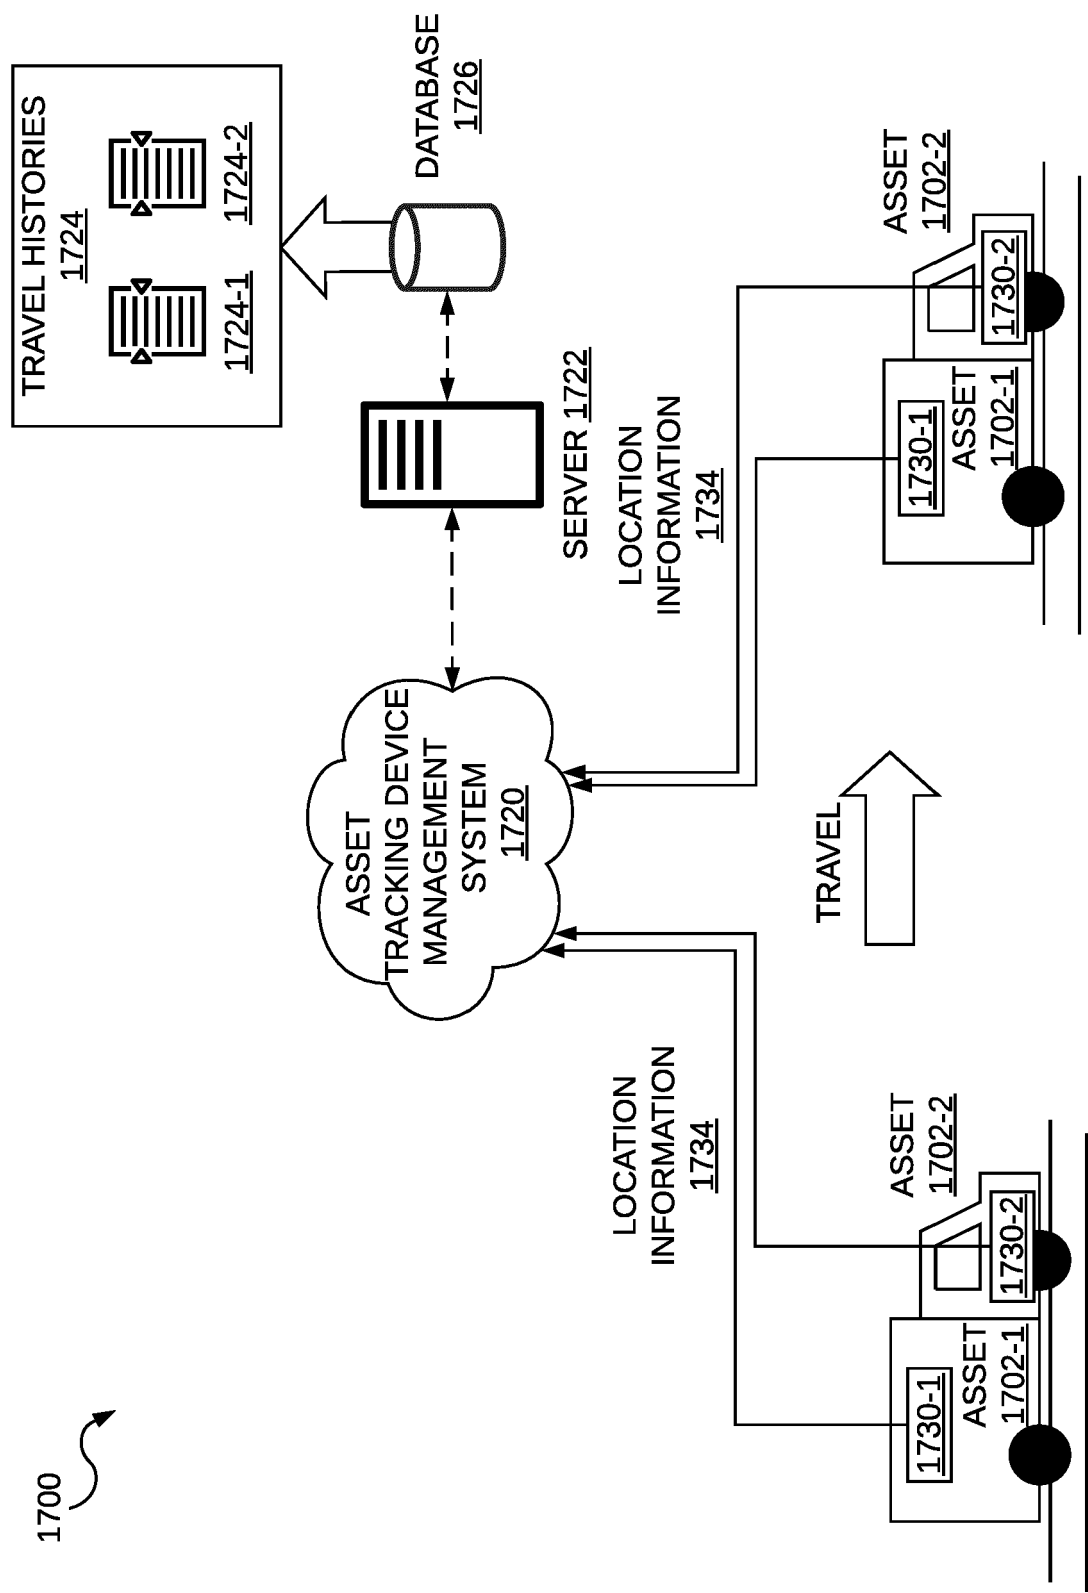 1700
TRAVEL HISTORIES
1724
1724-1
1724-2
DATABASE
1726
SERVER 1722
ASSET
TRACKING DEVICE
MANAGEMENT
SYSTEM
1720
LOCATION
INFORMATION
1734
LOCATION
INFORMATION
1734
TRAVEL
ASSET
1702-2
1730-1
ASSET
1702-1
1730-2
ASSET
1702-2
1730-1
ASSET
1702-1
1730-2